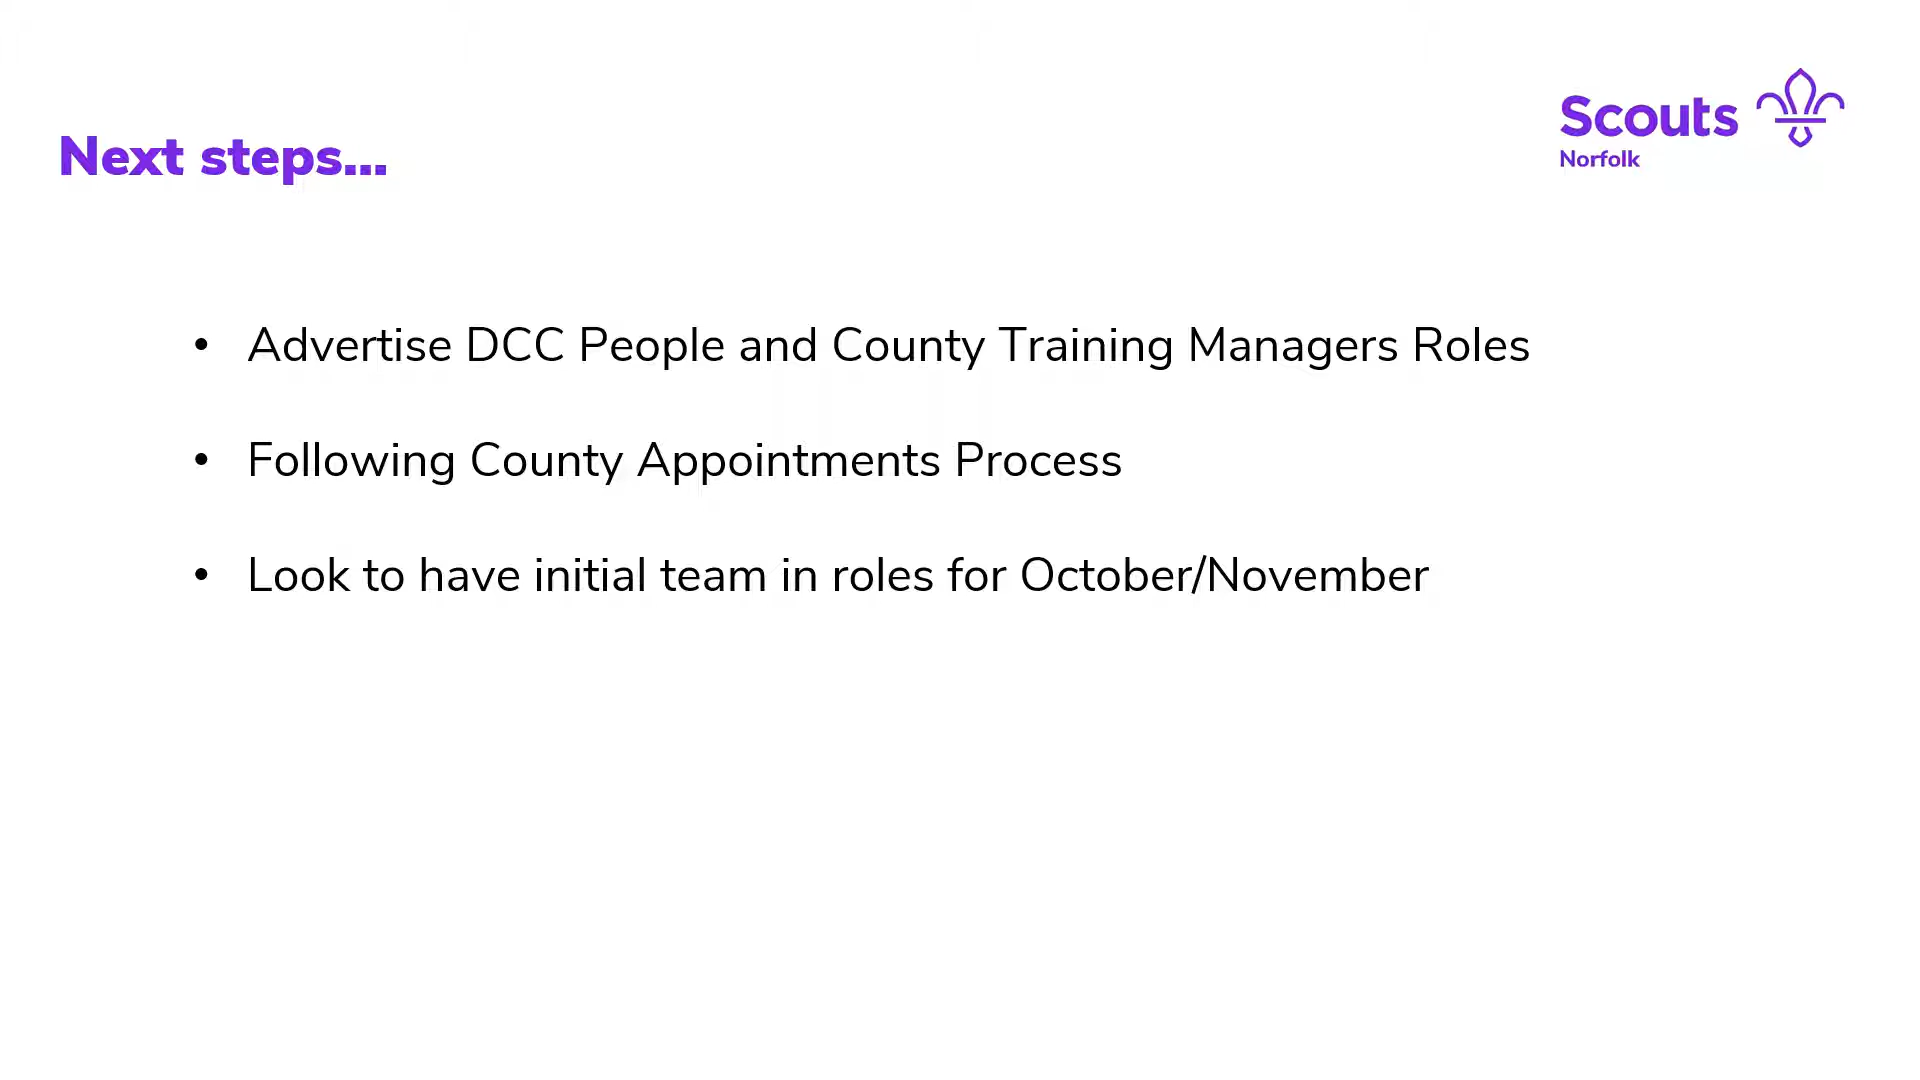 Scouts
Norfolk
Next steps...
• Advertise DCC People and County Training Managers Roles
• Following County Appointments Process
• Look to have initial team in roles for October/November